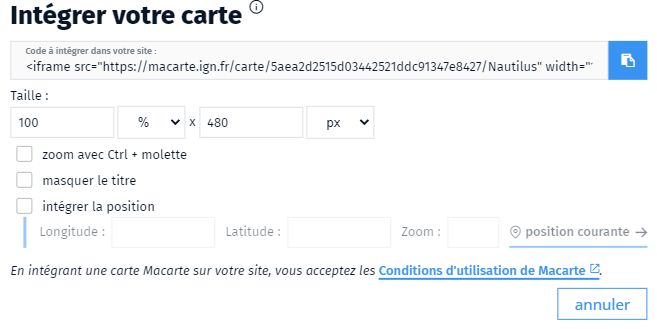 Intégrer votre carte
Code à intégrer dans votre site :
<iframe src="https://macarte.ign.fr/carte/5aea2d2515d03442521ddc91347e8427/Nautilus" width="
Taille :
100 % x 480 px
zoom avec Ctrl + molette
masquer le titre
intégrer la position
Longitude : Latitude : Zoom : position courante →
En intégrant une carte Macarte sur votre site, vous acceptez les Conditions d'utilisation de Macarte.
annuler